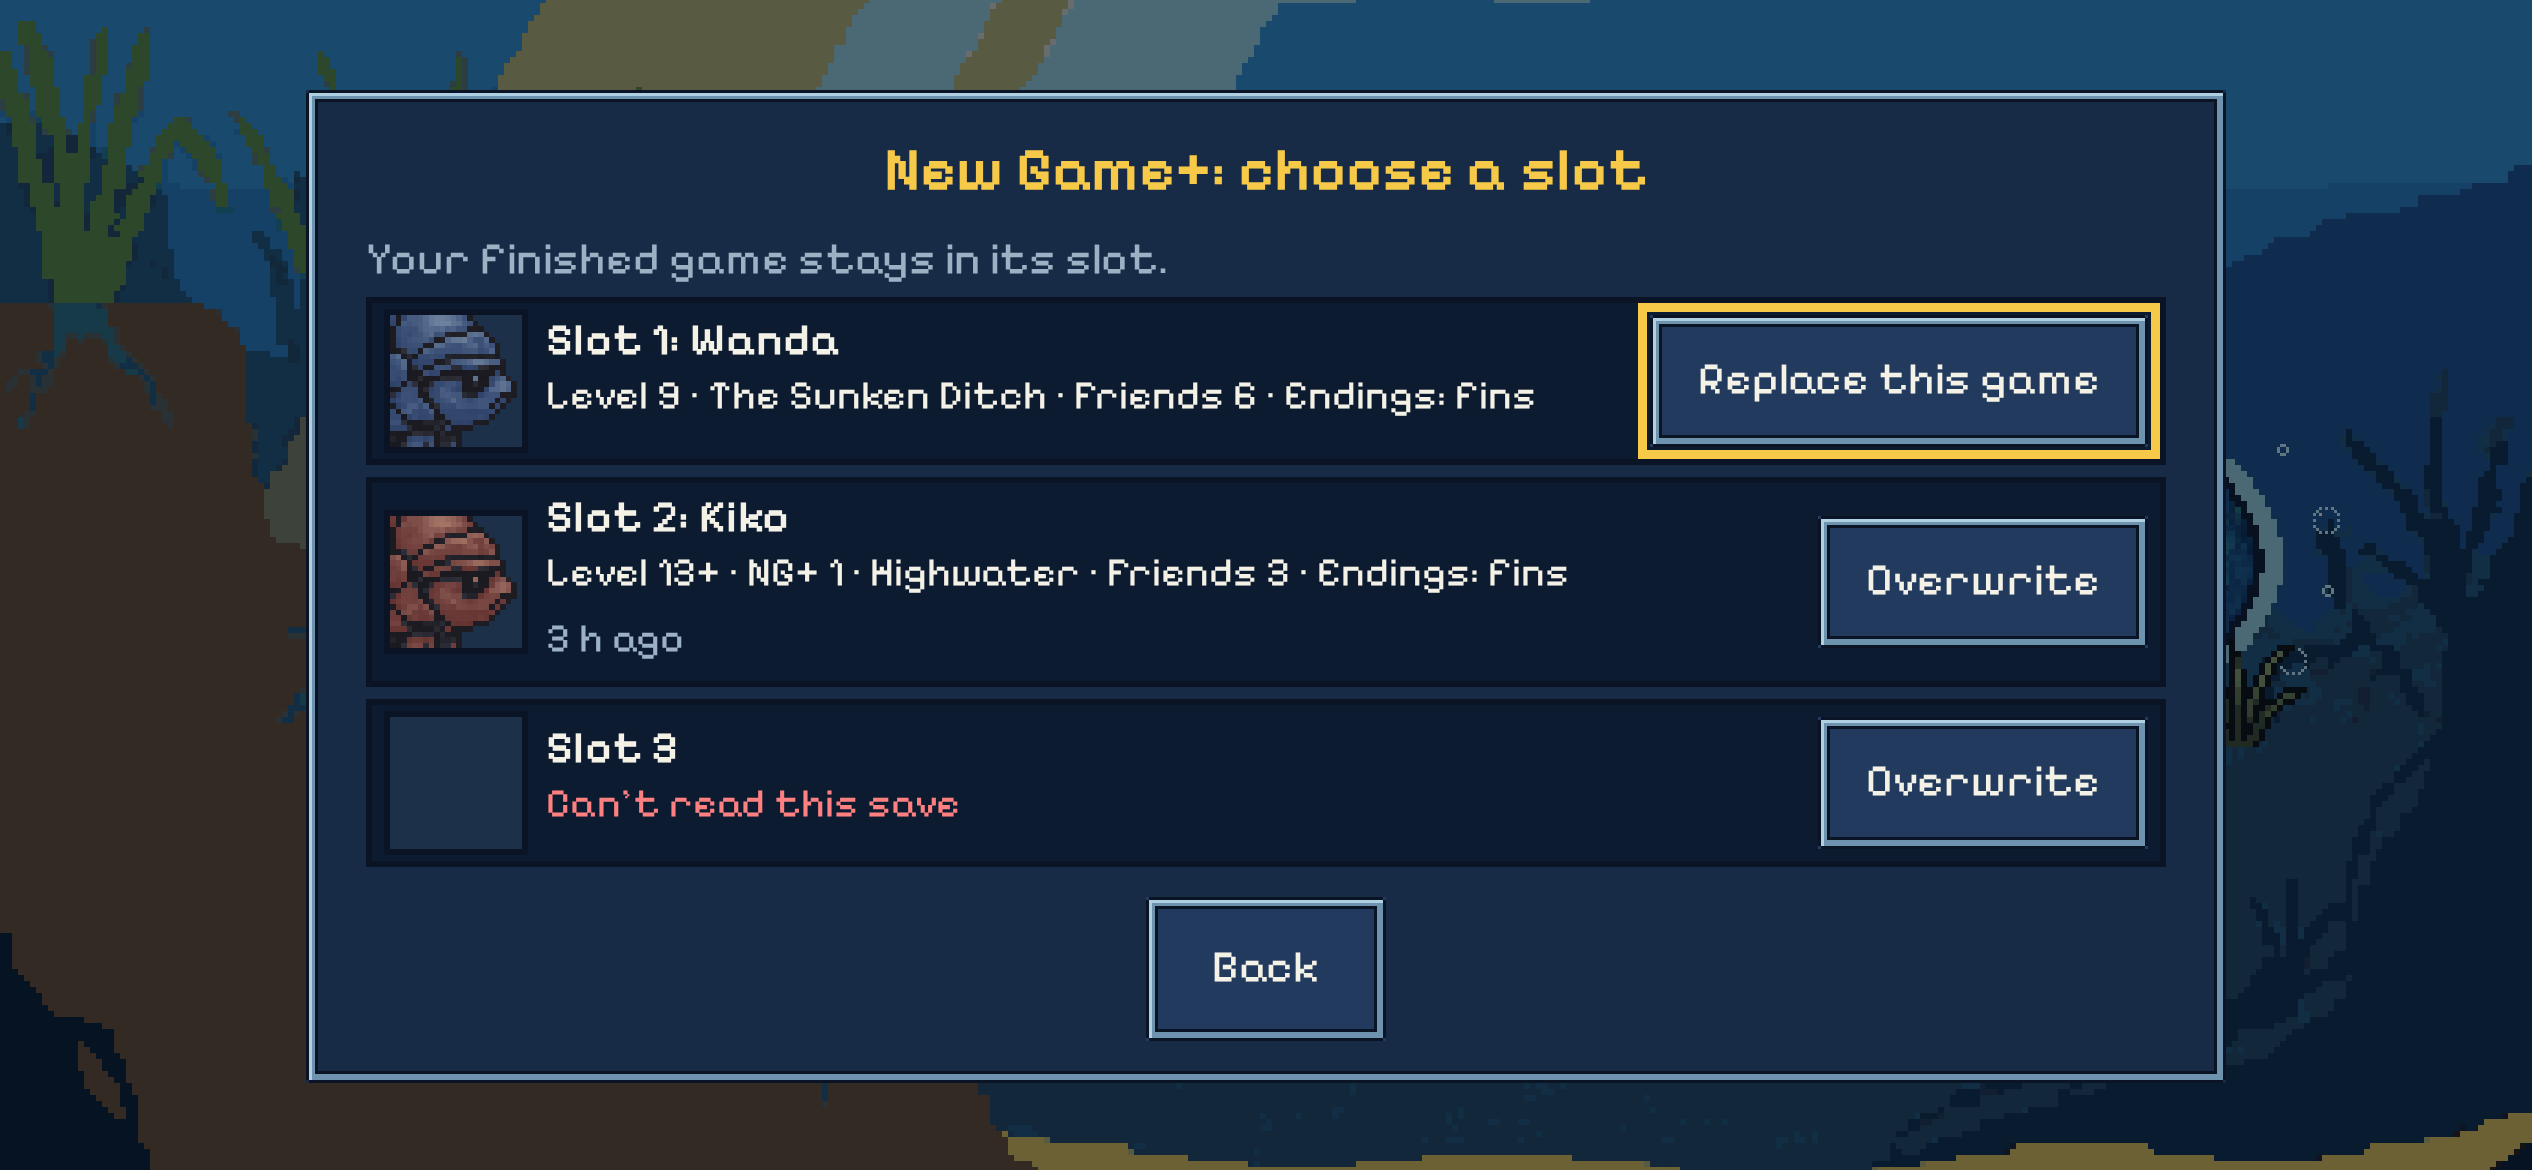 New Game+: choose a slot
Your finished game stays in its slot.
Slot 1: Wanda
Level 9 · The Sunken Ditch · Friends 6 · Endings: Fins
Replace this game
Slot 2: Kiko
Level 13+ · NG+ 1 · Highwater · Friends 3 · Endings: Fins
3 h ago
Overwrite
Slot 3
Can't read this save
Overwrite
Back